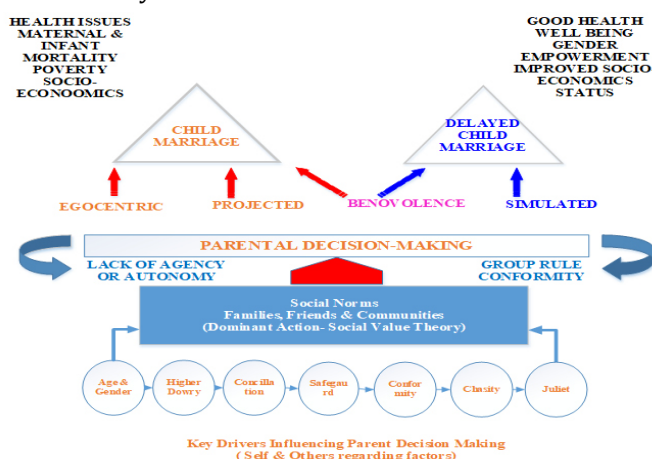 HEALTH ISSUES
MATERNAL &
INFANT
MORTALITY
POVERTY
SOCIO-
ECONOOMICS
GOOD HEALTH
WELL BEING
GENDER
EMPOWERMENT
IMPROVED SOCIO
ECONOMICS
STATUS
CHILD
MARRIAGE
DELAYED
CHILD
MARRIAGE
EGOCENTRIC
PROJECTED
BENOVOLENCE
SIMULATED
PARENTAL DECISION-MAKING
LACK OF AGENCY
OR AUTONOMY
GROUP RULE
CONFORMITY
Social Norms
Families, Friends & Communities
(Dominant Action- Social Value Theory)
Age &
Gender
Higher
Dowry
Concilla
tion
Safegau
rd
Confor
mity
Chasity
Juliet
Key Drivers Influencing Parent Decision Making
( Self & Others regarding factors)